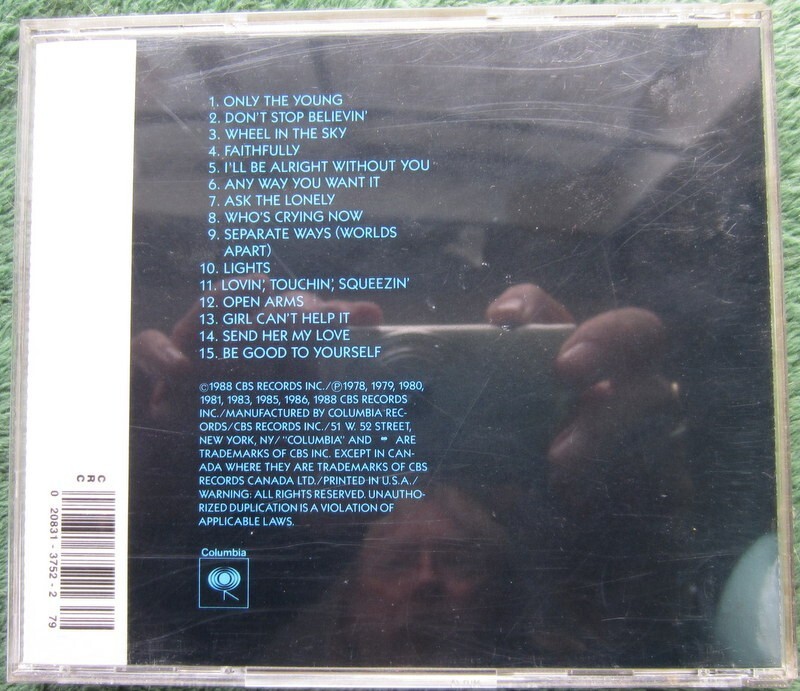 1. ONLY THE YOUNG
2. DON'T STOP BELIEVIN'
3. WHEEL IN THE SKY
4. FAITHFULLY
5. I'LL BE ALRIGHT WITHOUT YOU
6. ANY WAY YOU WANT IT
7. ASK THE LONELY
8. WHO'S CRYING NOW
9. SEPARATE WAYS (WORLDS
APART)
10. LIGHTS
11. LOVIN', TOUCHIN', SQUEEZIN'
12. OPEN ARMS
13. GIRL CAN'T HELP IT
14. SEND HER MY LOVE
15. BE GOOD TO YOURSELF
©1988 CBS RECORDS INC./℗1978, 1979, 1980,
1981, 1983, 1985, 1986, 1988 CBS RECORDS
INC./MANUFACTURED BY COLUMBIA REC-
ORDS/CBS RECORDS INC./51 W. 52 STREET,
NEW YORK, NY/"COLUMBIA" AND ARE
TRADEMARKS OF CBS INC. EXCEPT IN CAN-
ADA WHERE THEY ARE TRADEMARKS OF CBS
RECORDS CANADA LTD./PRINTED IN U.S.A./
WARNING: ALL RIGHTS RESERVED. UNAUTHO-
RIZED DUPLICATION IS A VIOLATION OF
APPLICABLE LAWS.
Columbia
CRC
0 20831-3752-2 79